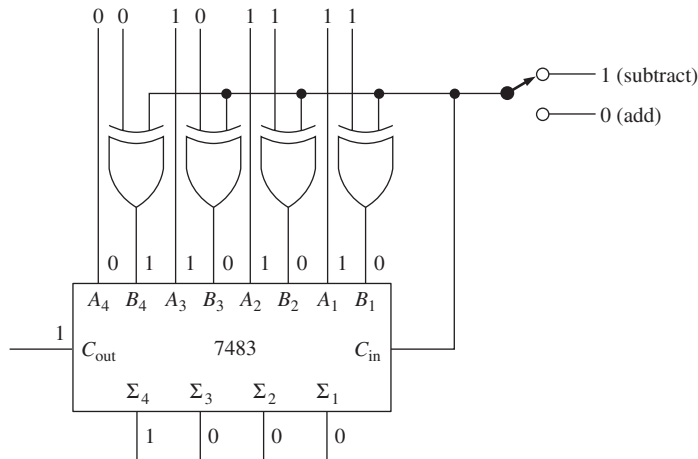 0 0 1 0 1 1 1 1
1 (subtract)
0 (add)
0 1 1 0 1 0 1 0
A4 B4 A3 B3 A2 B2 A1 B1
1
Cout 7483 Cin
Σ4 Σ3 Σ2 Σ1
1 0 0 0